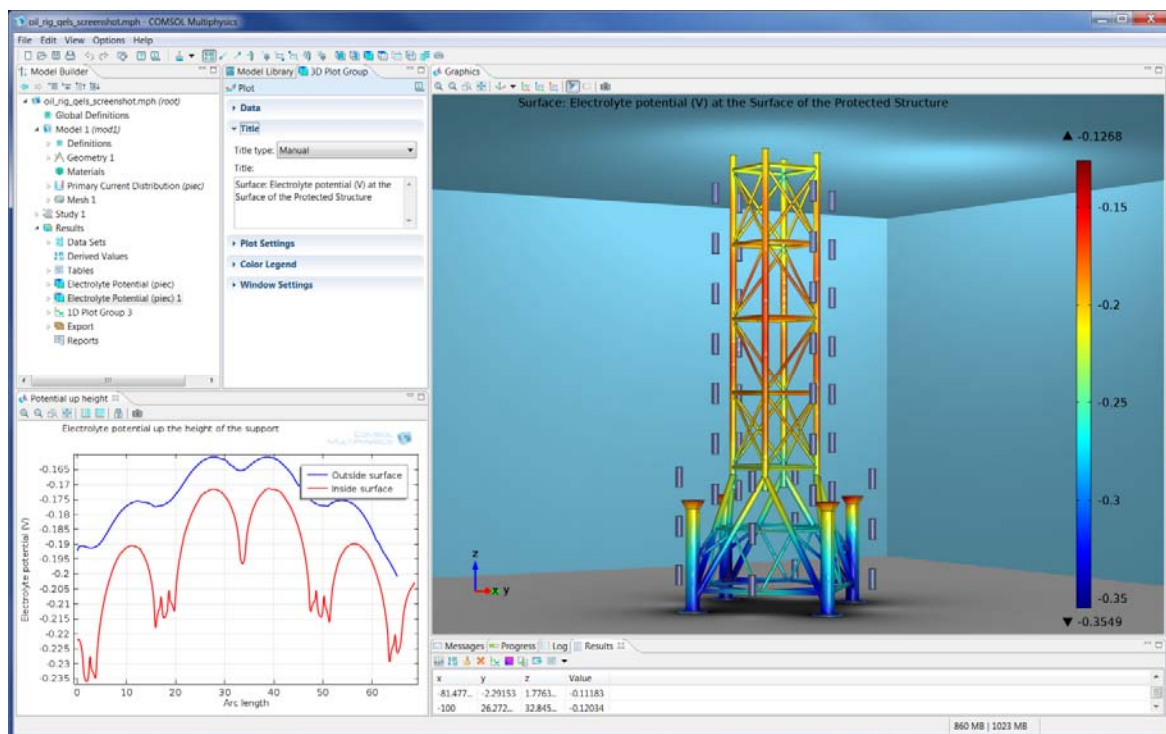 oil_rig_qels_screenshot.mph - COMSOL Multiphysics
File Edit View Options Help
Model Builder
oil_rig_qels_screenshot.mph (root)
Global Definitions
Model 1 (mod1)
Definitions
Geometry 1
Materials
Primary Current Distribution (piec)
Mesh 1
Study 1
Results
Data Sets
Derived Values
Tables
Electrolyte Potential (piec)
Electrolyte Potential (piec) 1
1D Plot Group 3
Export
Reports
Model Library 3D Plot Group
Plot
Data
Title
Title type: Manual
Title:
Surface: Electrolyte potential (V) at the
Surface of the Protected Structure
Plot Settings
Color Legend
Window Settings
Graphics
Surface: Electrolyte potential (V) at the Surface of the Protected Structure
▲ -0.1268
-0.15
-0.2
-0.25
-0.3
-0.35
▼ -0.3549
z
x y
Potential up height
Electrolyte potential up the height of the support
COMSOL
MULTIPHYSICS
Outside surface
Inside surface
Electrolyte potential (V)
-0.165
-0.17
-0.175
-0.18
-0.185
-0.19
-0.195
-0.2
-0.205
-0.21
-0.215
-0.22
-0.225
-0.23
-0.235
0 10 20 30 40 50 60
Arc length
Messages Progress Log Results
x y z Value
-81.477... -2.29153 1.7763... -0.11183
-100 26.272... 32.845... -0.12034
860 MB | 1023 MB